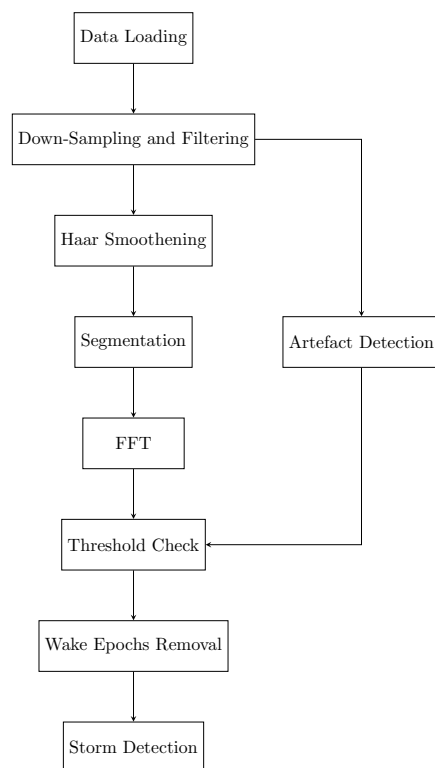 Data Loading
Down-Sampling and Filtering
Haar Smoothening
Segmentation
Artefact Detection
FFT
Threshold Check
Wake Epochs Removal
Storm Detection